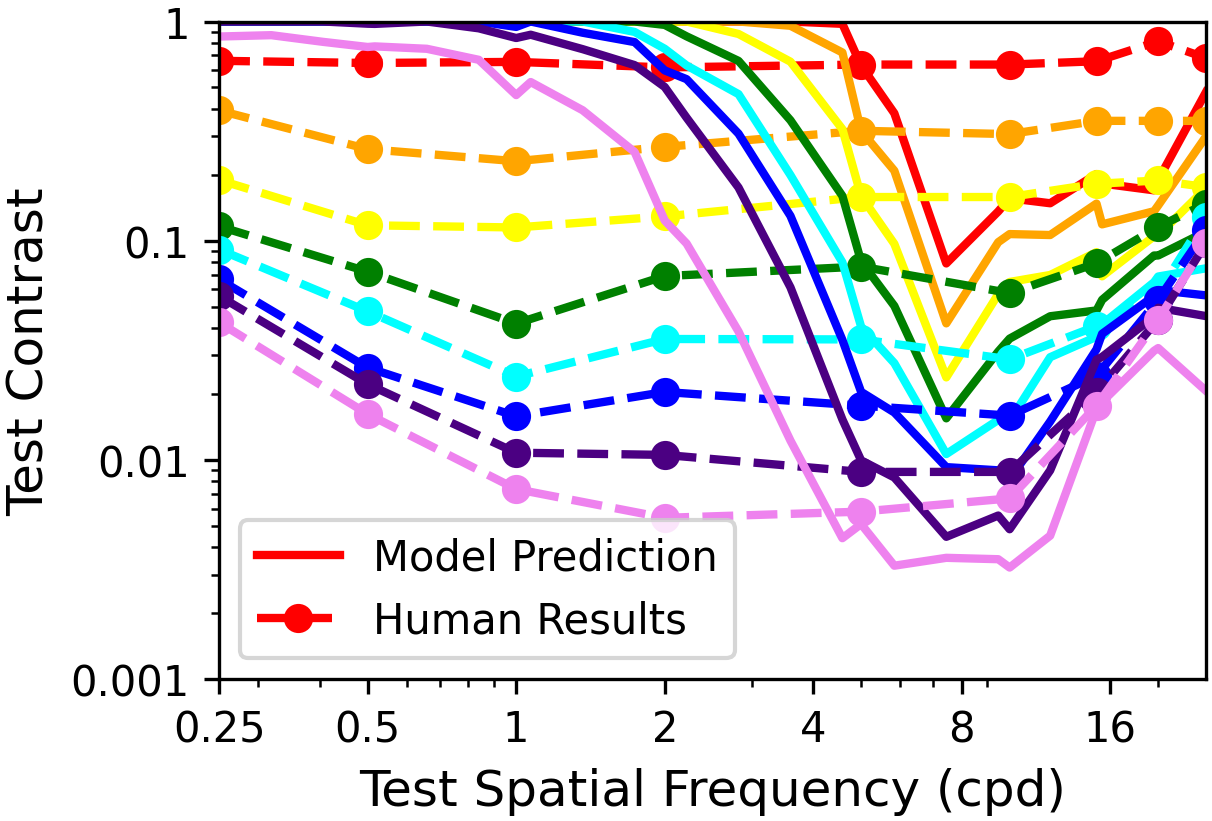 1
0.1
0.01
0.001
Test Contrast
Model Prediction
Human Results
0.25 0.5 1 2 4 8 16
Test Spatial Frequency (cpd)